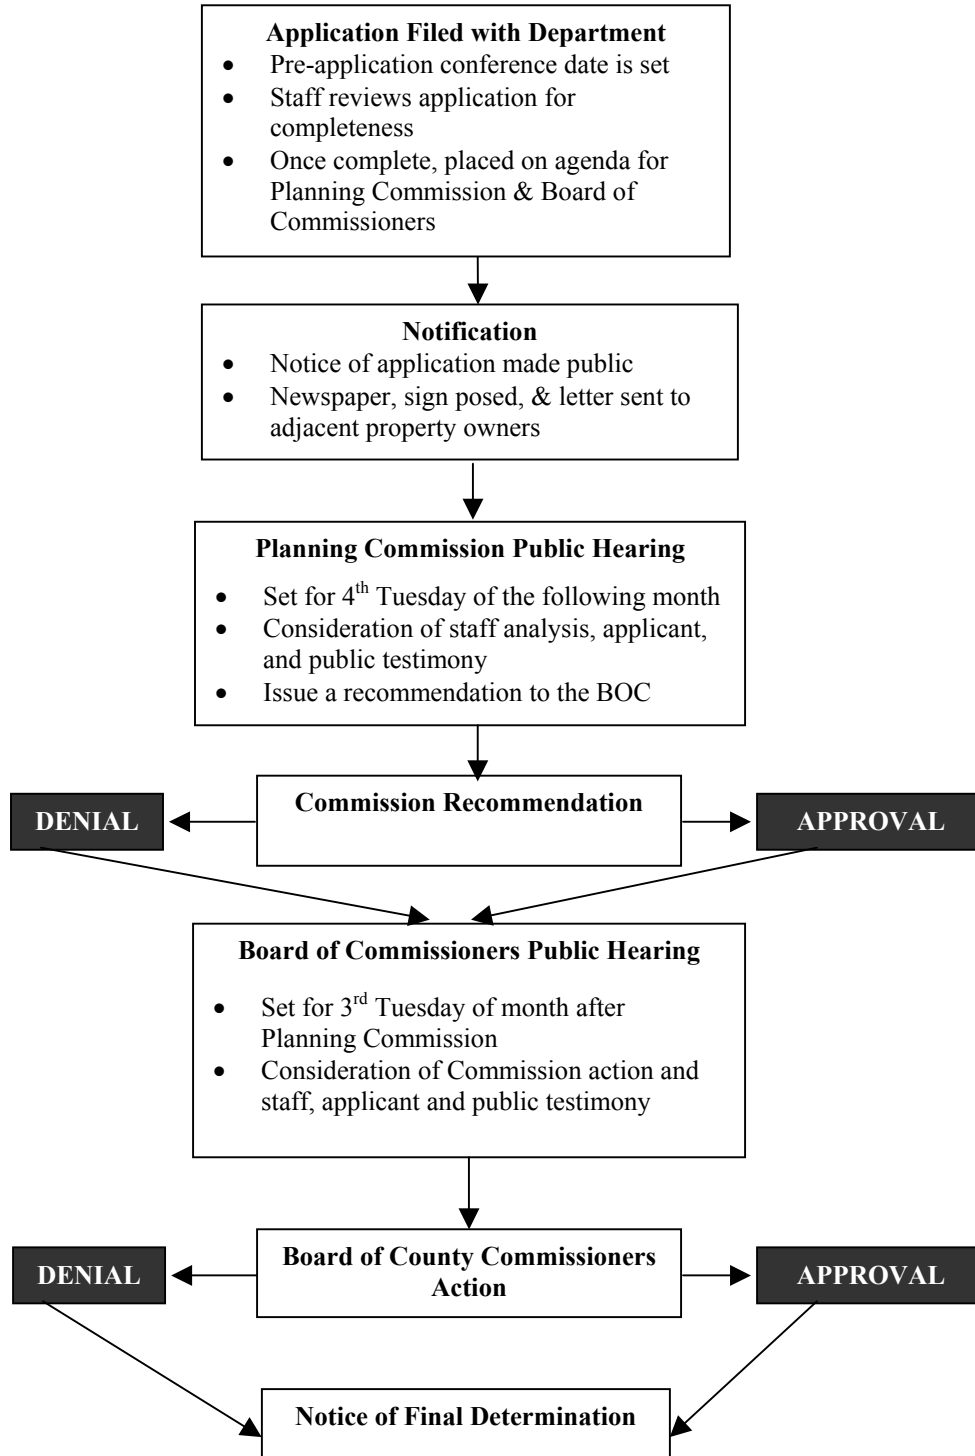 Application Filed with Department
• Pre-application conference date is set
• Staff reviews application for
completeness
• Once complete, placed on agenda for
Planning Commission & Board of
Commissioners
Notification
• Notice of application made public
• Newspaper, sign posed, & letter sent to
adjacent property owners
Planning Commission Public Hearing
• Set for 4th Tuesday of the following month
• Consideration of staff analysis, applicant,
and public testimony
• Issue a recommendation to the BOC
Commission Recommendation
DENIAL
APPROVAL
Board of Commissioners Public Hearing
• Set for 3rd Tuesday of month after
Planning Commission
• Consideration of Commission action and
staff, applicant and public testimony
Board of County Commissioners
Action
DENIAL
APPROVAL
Notice of Final Determination